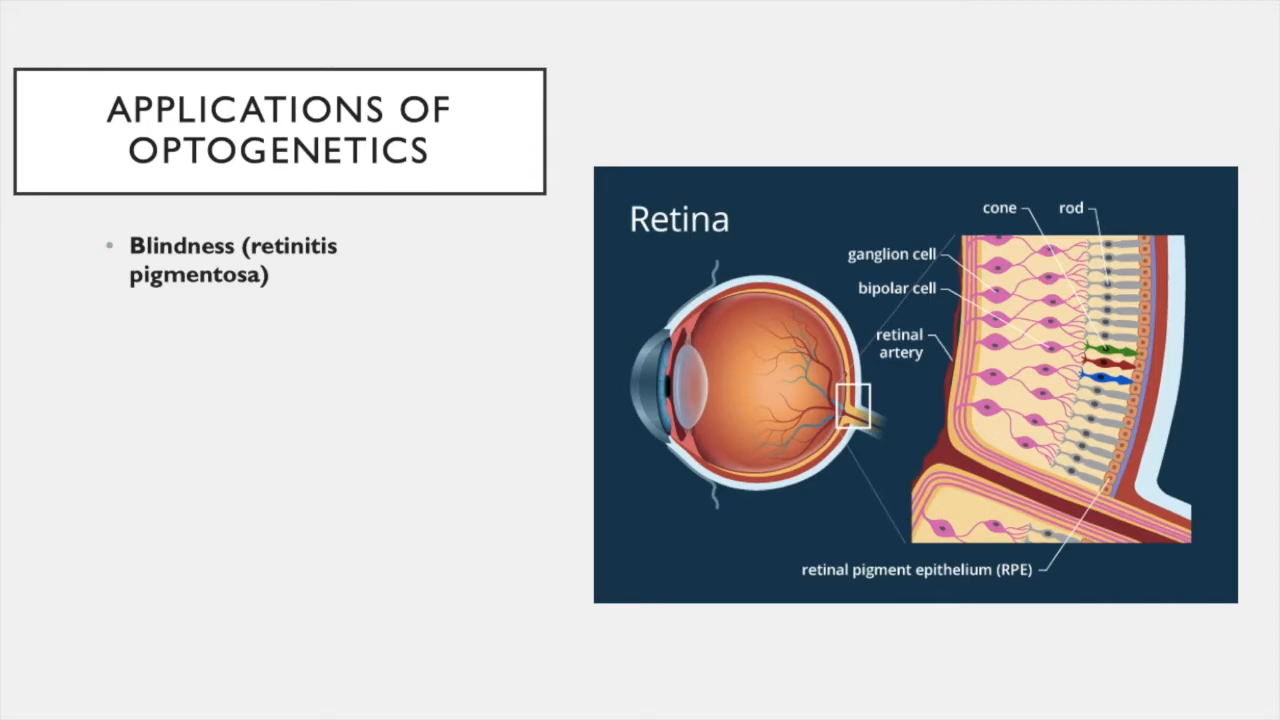 APPLICATIONS OF
OPTOGENETICS
• Blindness (retinitis
pigmentosa)
Retina
cone
rod
ganglion cell
bipolar cell
retinal
artery
retinal pigment epithelium (RPE)